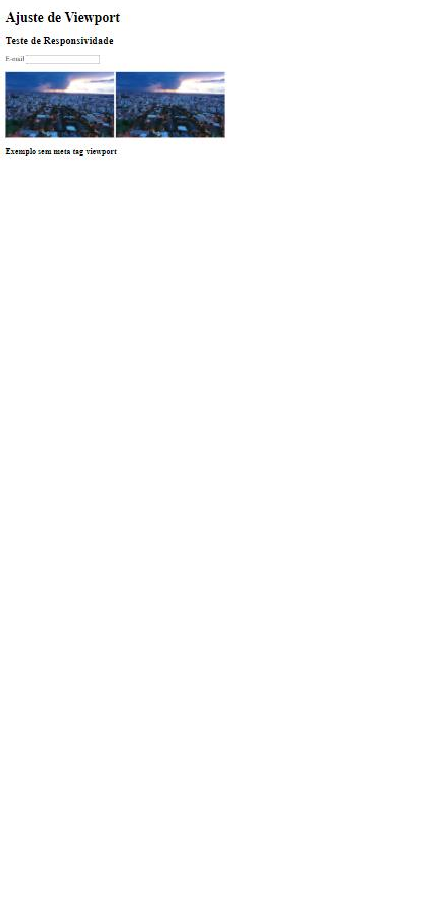 Ajuste de Viewport
Teste de Responsividade
E-mail
Exemplo sem meta tag viewport